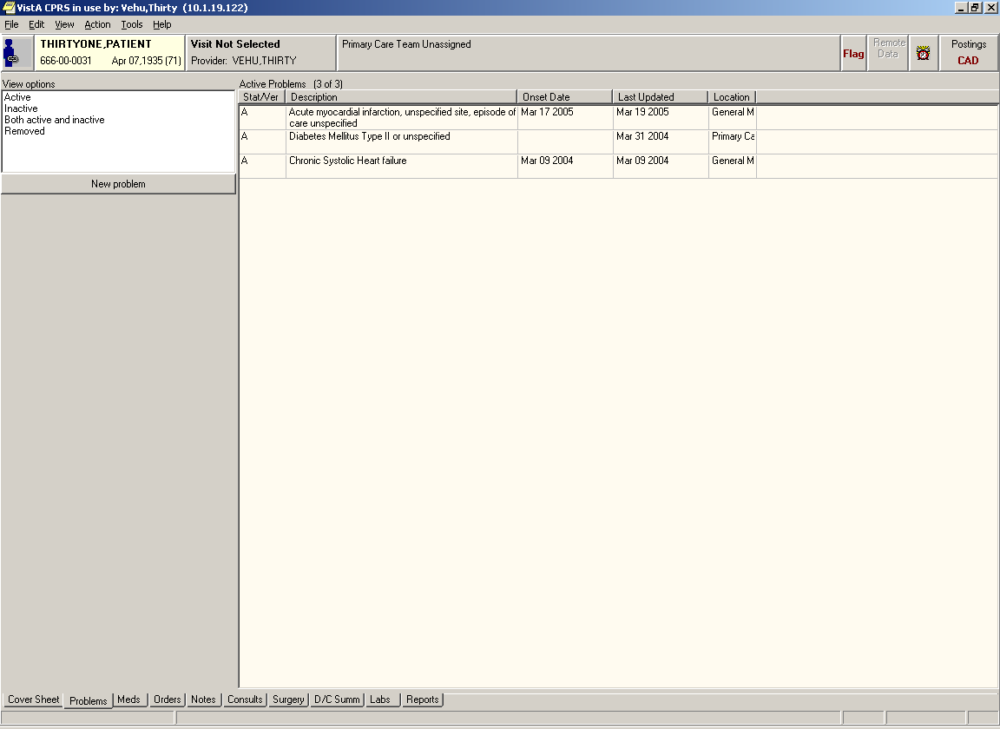 VistA CPRS in use by: Vehu,Thirty (10.1.19.122)
File Edit View Action Tools Help
THIRTYONE,PATIENT
666-00-0031 Apr 07,1935 (71)
Visit Not Selected
Provider: VEHU,THIRTY
Primary Care Team Unassigned
Flag
Remote
Data
Postings
CAD
View options
Active
Inactive
Both active and inactive
Removed
New problem
Active Problems (3 of 3)
Stat/Ver Description Onset Date Last Updated Location
A Acute myocardial infarction, unspecified site, episode of Mar 17 2005 Mar 19 2005 General M
care unspecified
A Diabetes Mellitus Type II or unspecified Mar 31 2004 Primary Ca
A Chronic Systolic Heart failure Mar 09 2004 Mar 09 2004 General M
Cover Sheet Problems Meds Orders Notes Consults Surgery D/C Summ Labs Reports